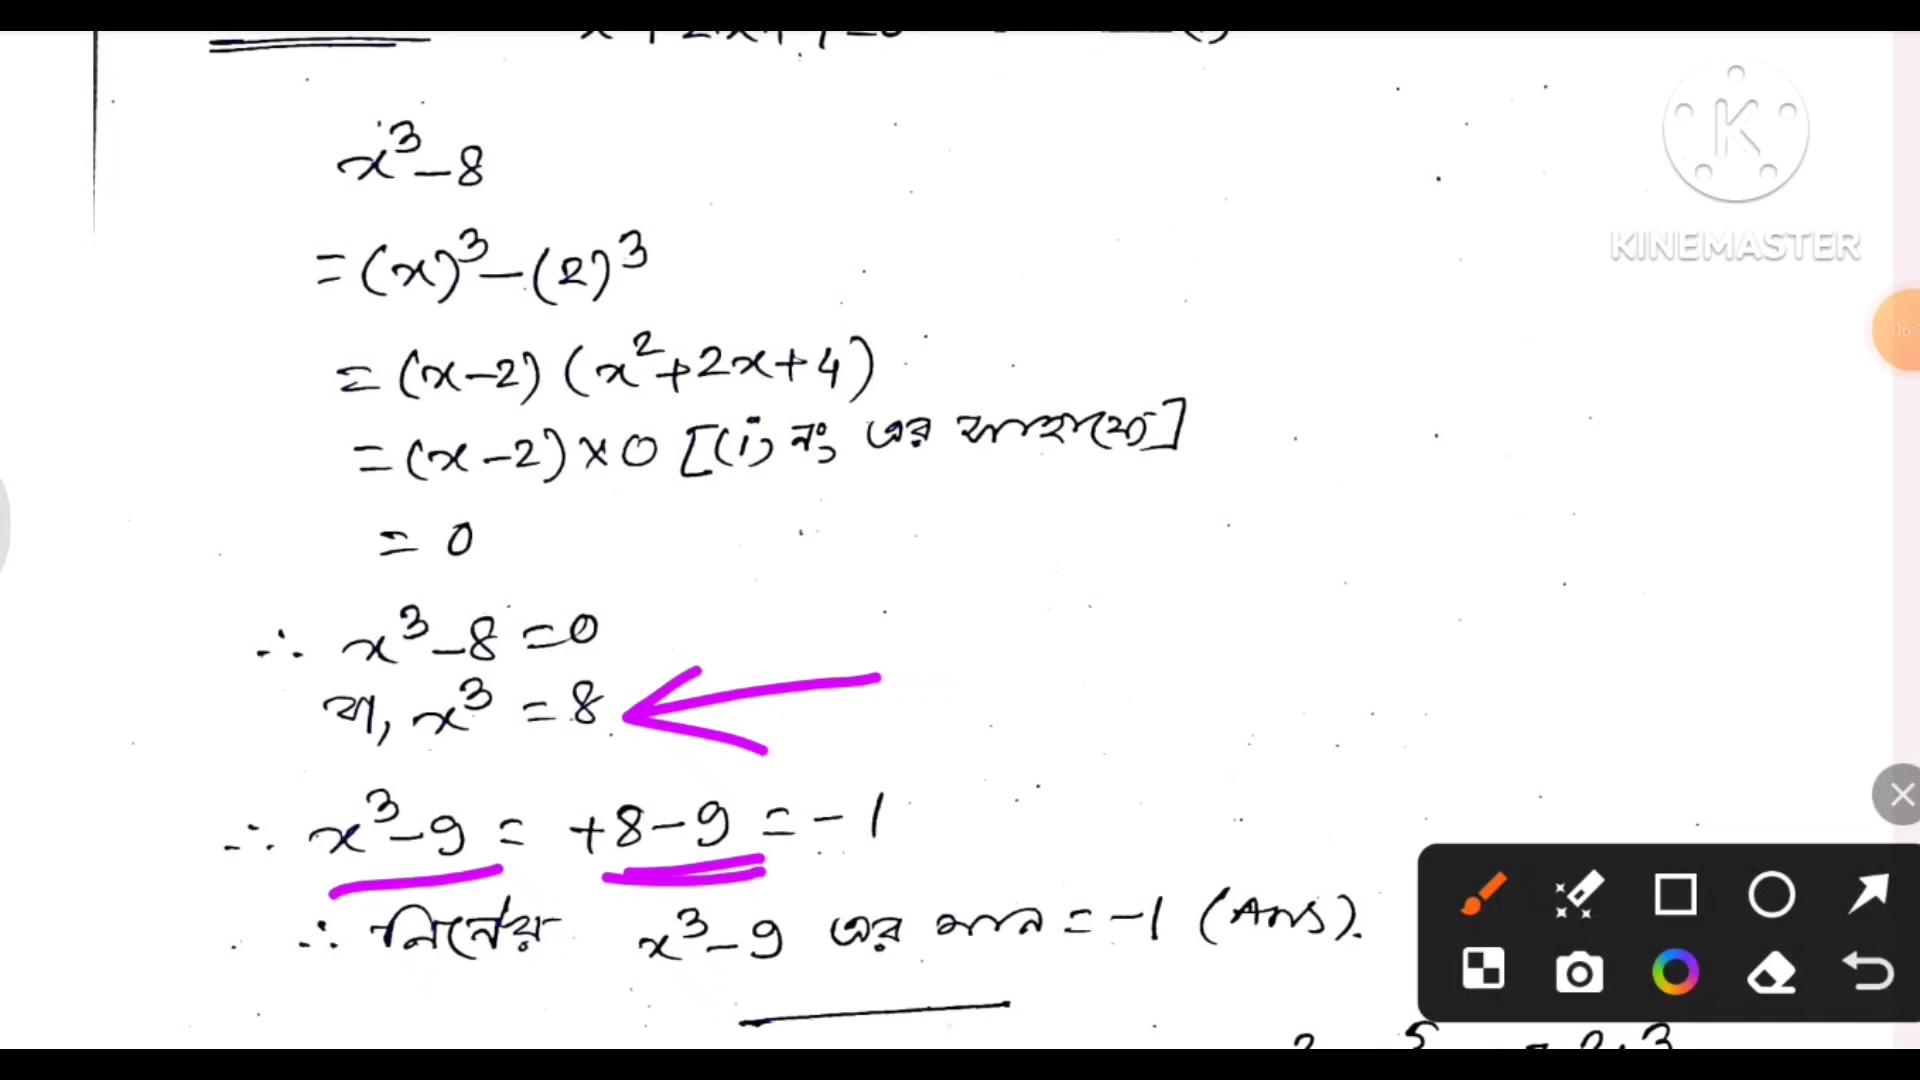 x³-8
KINEMASTER
=(x)³-(2)³
=(x-2)(x²+2x+4)
=(x-2)×0 [(i) নং এর সাহায্যে]
= 0
∴ x³-8=0
বা, x³ = 8
∴ x³-9= +8-9=-1
∴ নির্ণেয় x³-9 এর মান = -1 (Ans).